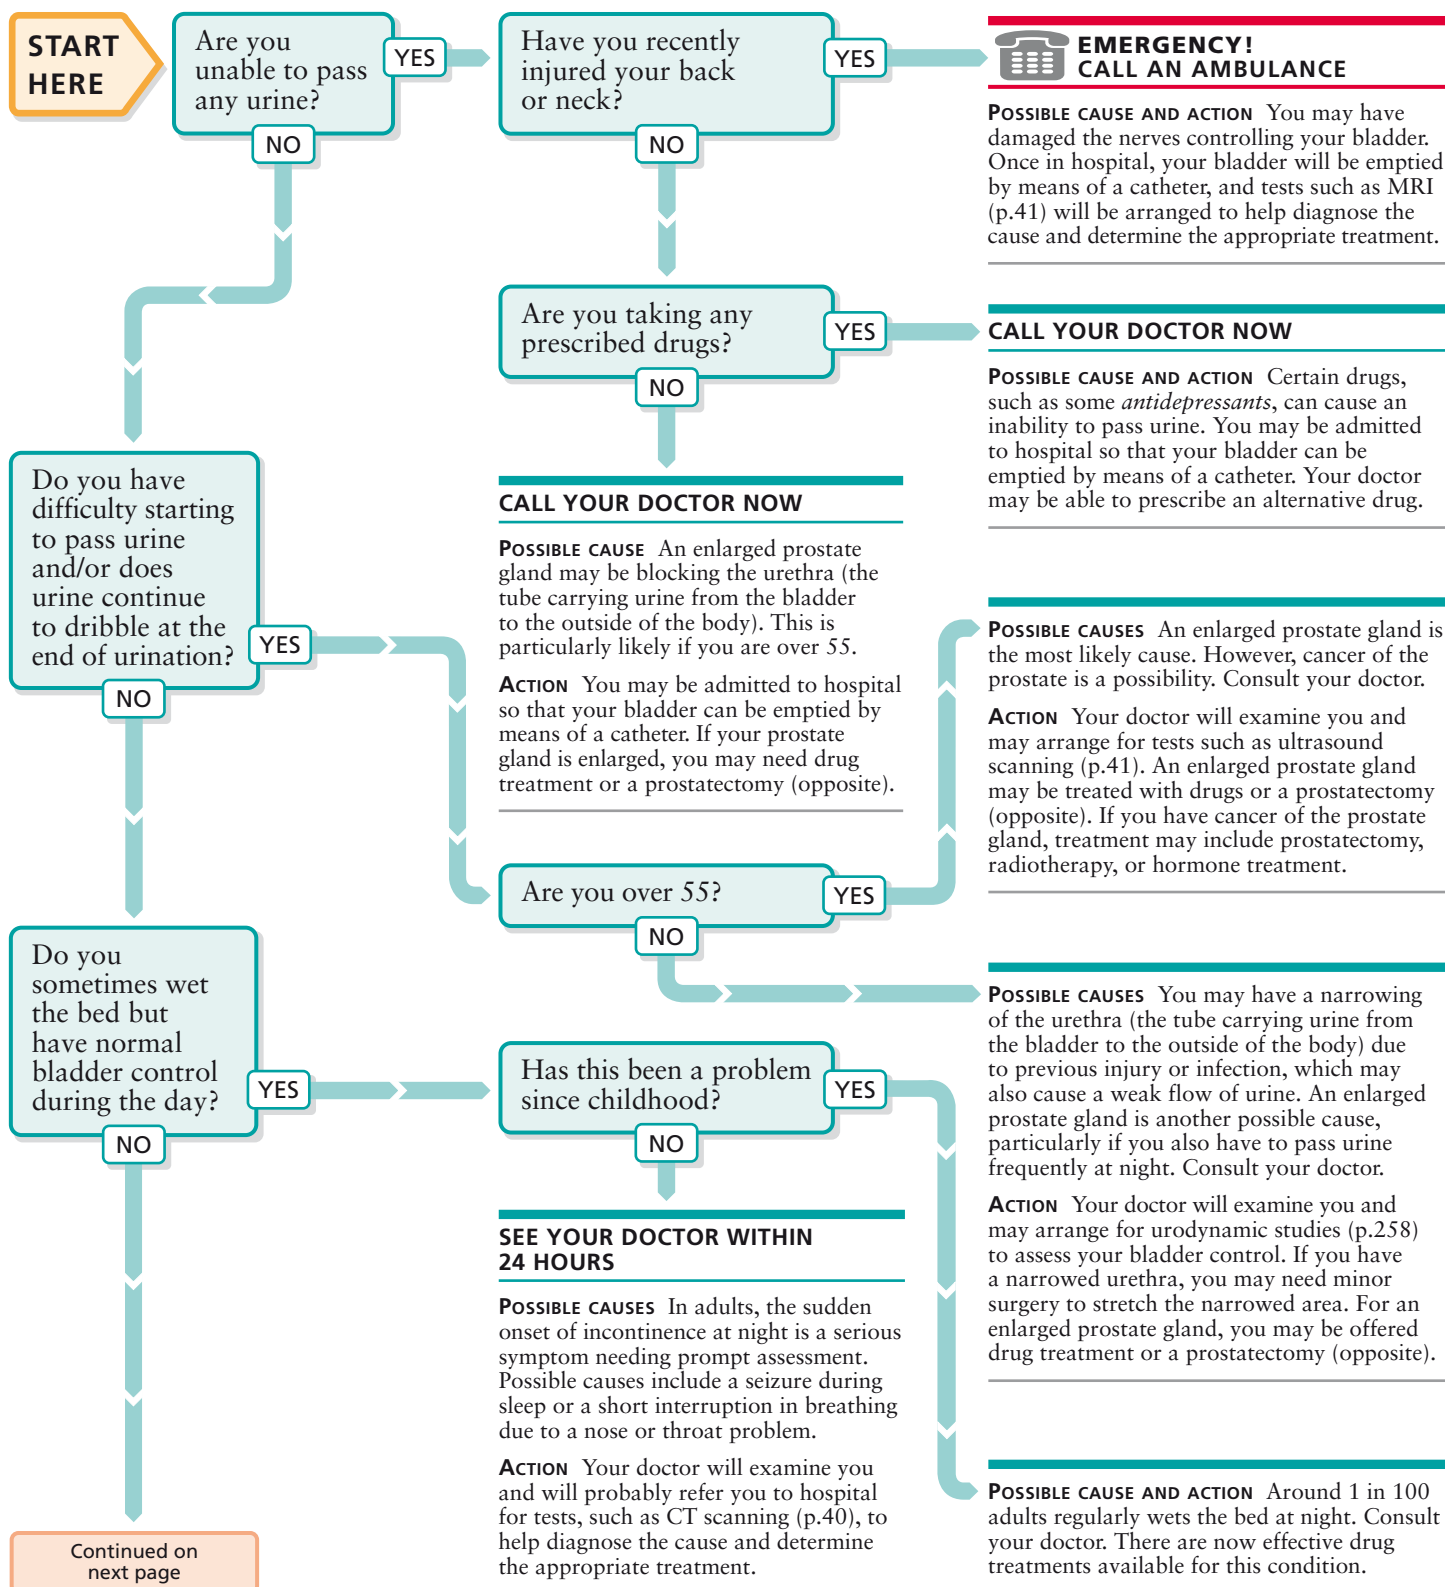 START
HERE
Are you
unable to pass
any urine?
YES
NO
Have you recently
injured your back
or neck?
YES
NO
EMERGENCY!
CALL AN AMBULANCE
POSSIBLE CAUSE AND ACTION You may have
damaged the nerves controlling your bladder.
Once in hospital, your bladder will be emptied
by means of a catheter, and tests such as MRI
(p.41) will be arranged to help diagnose the
cause and determine the appropriate treatment.
Are you taking any
prescribed drugs?
YES
NO
CALL YOUR DOCTOR NOW
POSSIBLE CAUSE AND ACTION Certain drugs,
such as some antidepressants, can cause an
inability to pass urine. You may be admitted
to hospital so that your bladder can be
emptied by means of a catheter. Your doctor
may be able to prescribe an alternative drug.
Do you have
difficulty starting
to pass urine
and/or does
urine continue
to dribble at the
end of urination?
YES
NO
CALL YOUR DOCTOR NOW
POSSIBLE CAUSE An enlarged prostate
gland may be blocking the urethra (the
tube carrying urine from the bladder
to the outside of the body). This is
particularly likely if you are over 55.
ACTION You may be admitted to hospital
so that your bladder can be emptied by
means of a catheter. If your prostate
gland is enlarged, you may need drug
treatment or a prostatectomy (opposite).
POSSIBLE CAUSES An enlarged prostate gland is
the most likely cause. However, cancer of the
prostate is a possibility. Consult your doctor.
ACTION Your doctor will examine you and
may arrange for tests such as ultrasound
scanning (p.41). An enlarged prostate gland
may be treated with drugs or a prostatectomy
(opposite). If you have cancer of the prostate
gland, treatment may include prostatectomy,
radiotherapy, or hormone treatment.
Are you over 55?
YES
NO
Do you
sometimes wet
the bed but
have normal
bladder control
during the day?
YES
NO
POSSIBLE CAUSES You may have a narrowing
of the urethra (the tube carrying urine from
the bladder to the outside of the body) due
to previous injury or infection, which may
also cause a weak flow of urine. An enlarged
prostate gland is another possible cause,
particularly if you also have to pass urine
frequently at night. Consult your doctor.
ACTION Your doctor will examine you and
may arrange for urodynamic studies (p.258)
to assess your bladder control. If you have
a narrowed urethra, you may need minor
surgery to stretch the narrowed area. For an
enlarged prostate gland, you may be offered
drug treatment or a prostatectomy (opposite).
Has this been a problem
since childhood?
YES
NO
SEE YOUR DOCTOR WITHIN
24 HOURS
POSSIBLE CAUSES In adults, the sudden
onset of incontinence at night is a serious
symptom needing prompt assessment.
Possible causes include a seizure during
sleep or a short interruption in breathing
due to a nose or throat problem.
ACTION Your doctor will examine you
and will probably refer you to hospital
for tests, such as CT scanning (p.40), to
help diagnose the cause and determine
the appropriate treatment.
POSSIBLE CAUSE AND ACTION Around 1 in 100
adults regularly wets the bed at night. Consult
your doctor. There are now effective drug
treatments available for this condition.
Continued on
next page